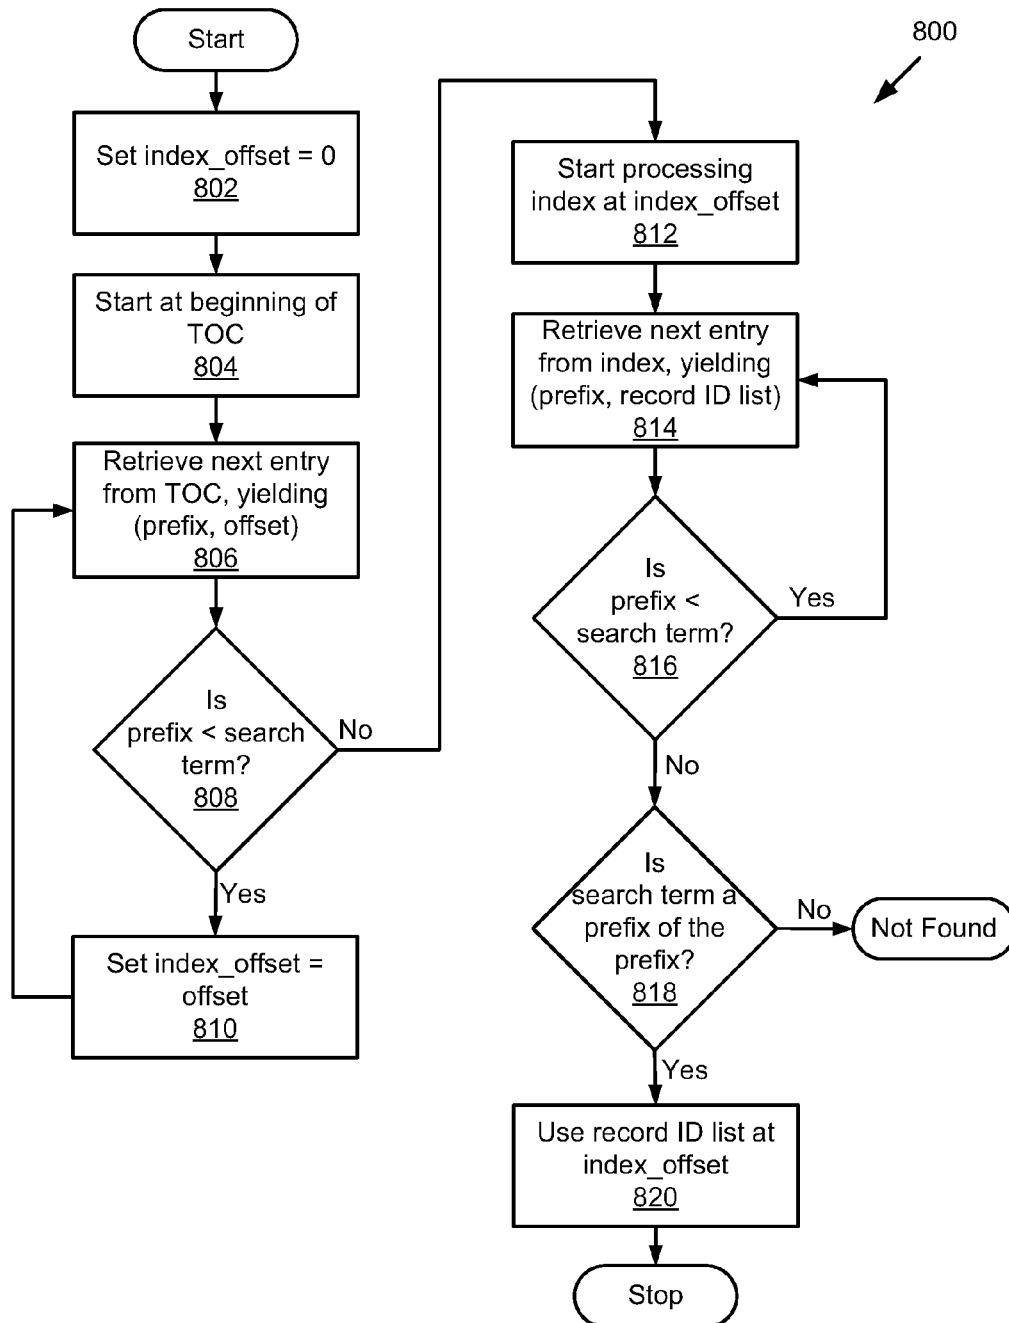 Start
800
Set index_offset = 0
802
Start at beginning of
TOC
804
Retrieve next entry
from TOC, yielding
(prefix, offset)
806
Is
prefix < search
term?
808
No
Yes
Set index_offset =
offset
810
Start processing
index at index_offset
812
Retrieve next entry
from index, yielding
(prefix, record ID list)
814
Is
prefix <
search term?
816
Yes
No
Is
search term a
prefix of the
prefix?
818
No
Not Found
Yes
Use record ID list at
index_offset
820
Stop